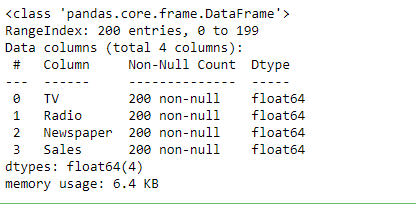 <class 'pandas.core.frame.DataFrame'>
RangeIndex: 200 entries, 0 to 199
Data columns (total 4 columns):
 #   Column     Non-Null Count  Dtype
---  ------     --------------  -----
 0   TV         200 non-null    float64
 1   Radio      200 non-null    float64
 2   Newspaper  200 non-null    float64
 3   Sales      200 non-null    float64
dtypes: float64(4)
memory usage: 6.4 KB